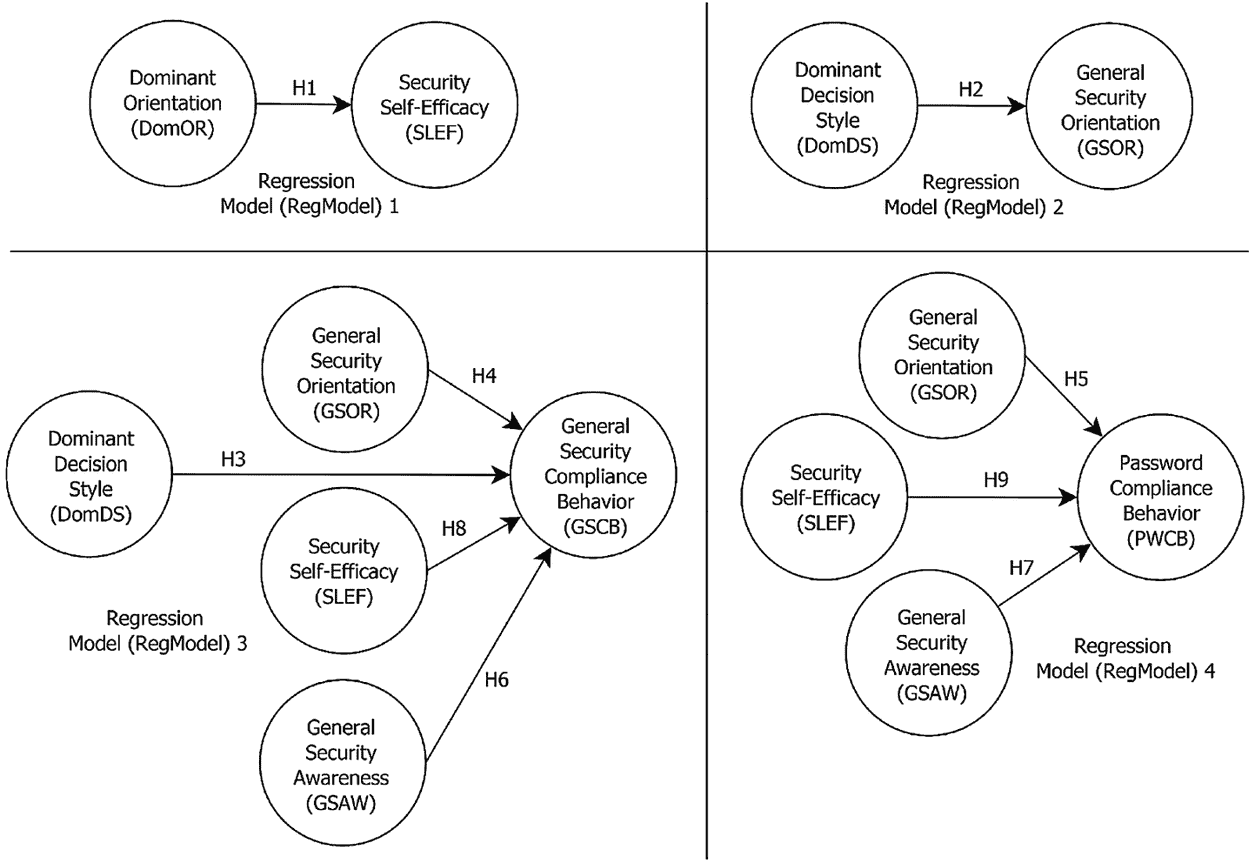 Dominant
Orientation
(DomOR)
H1
Security
Self-Efficacy
(SLEF)
Regression
Model (RegModel) 1
Dominant
Decision
Style
(DomDS)
H2
General
Security
Orientation
(GSOR)
Regression
Model (RegModel) 2
General
Security
Orientation
(GSOR)
H4
Dominant
Decision
Style
(DomDS)
H3
General
Security
Compliance
Behavior
(GSCB)
Security
Self-Efficacy
(SLEF)
H8
Regression
Model (RegModel) 3
General
Security
Awareness
(GSAW)
H6
General
Security
Orientation
(GSOR)
H5
Security
Self-Efficacy
(SLEF)
H9
Password
Compliance
Behavior
(PWCB)
General
Security
Awareness
(GSAW)
H7
Regression
Model (RegModel) 4